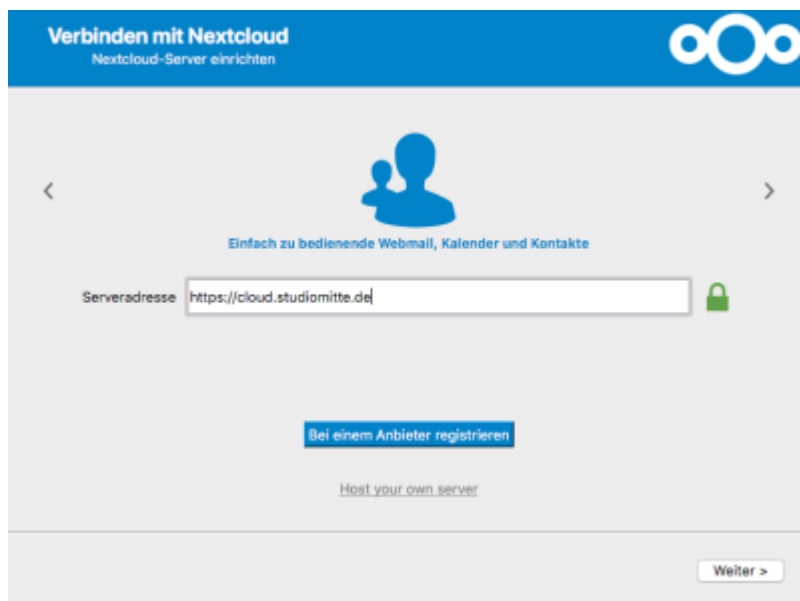 Verbinden mit Nextcloud
Nextcloud-Server einrichten
Einfach zu bedienende Webmail, Kalender und Kontakte
Serveradresse https://cloud.studiomitte.de
Bei einem Anbieter registrieren
Host your own server
Weiter >